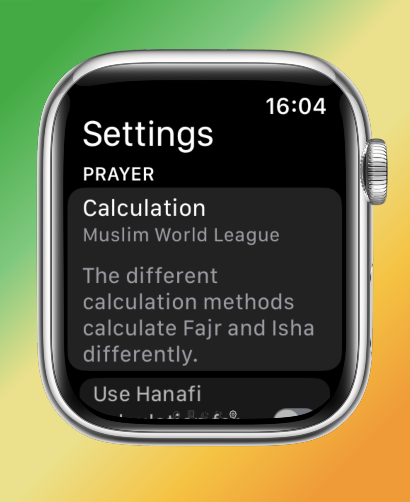 16:04
Settings
PRAYER
Calculation
Muslim World League
The different
calculation methods
calculate Fajr and Isha
differently.
Use Hanafi